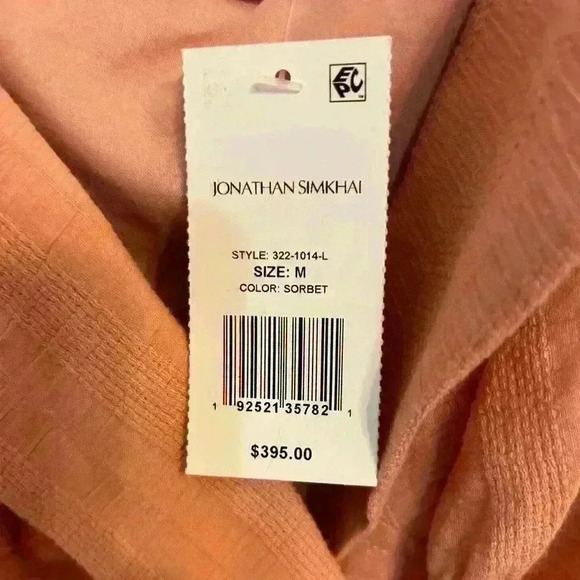 EPC
JONATHAN SIMKHAI
STYLE: 322-1014-L
SIZE: M
COLOR: SORBET
1 92521 35782 1
$395.00